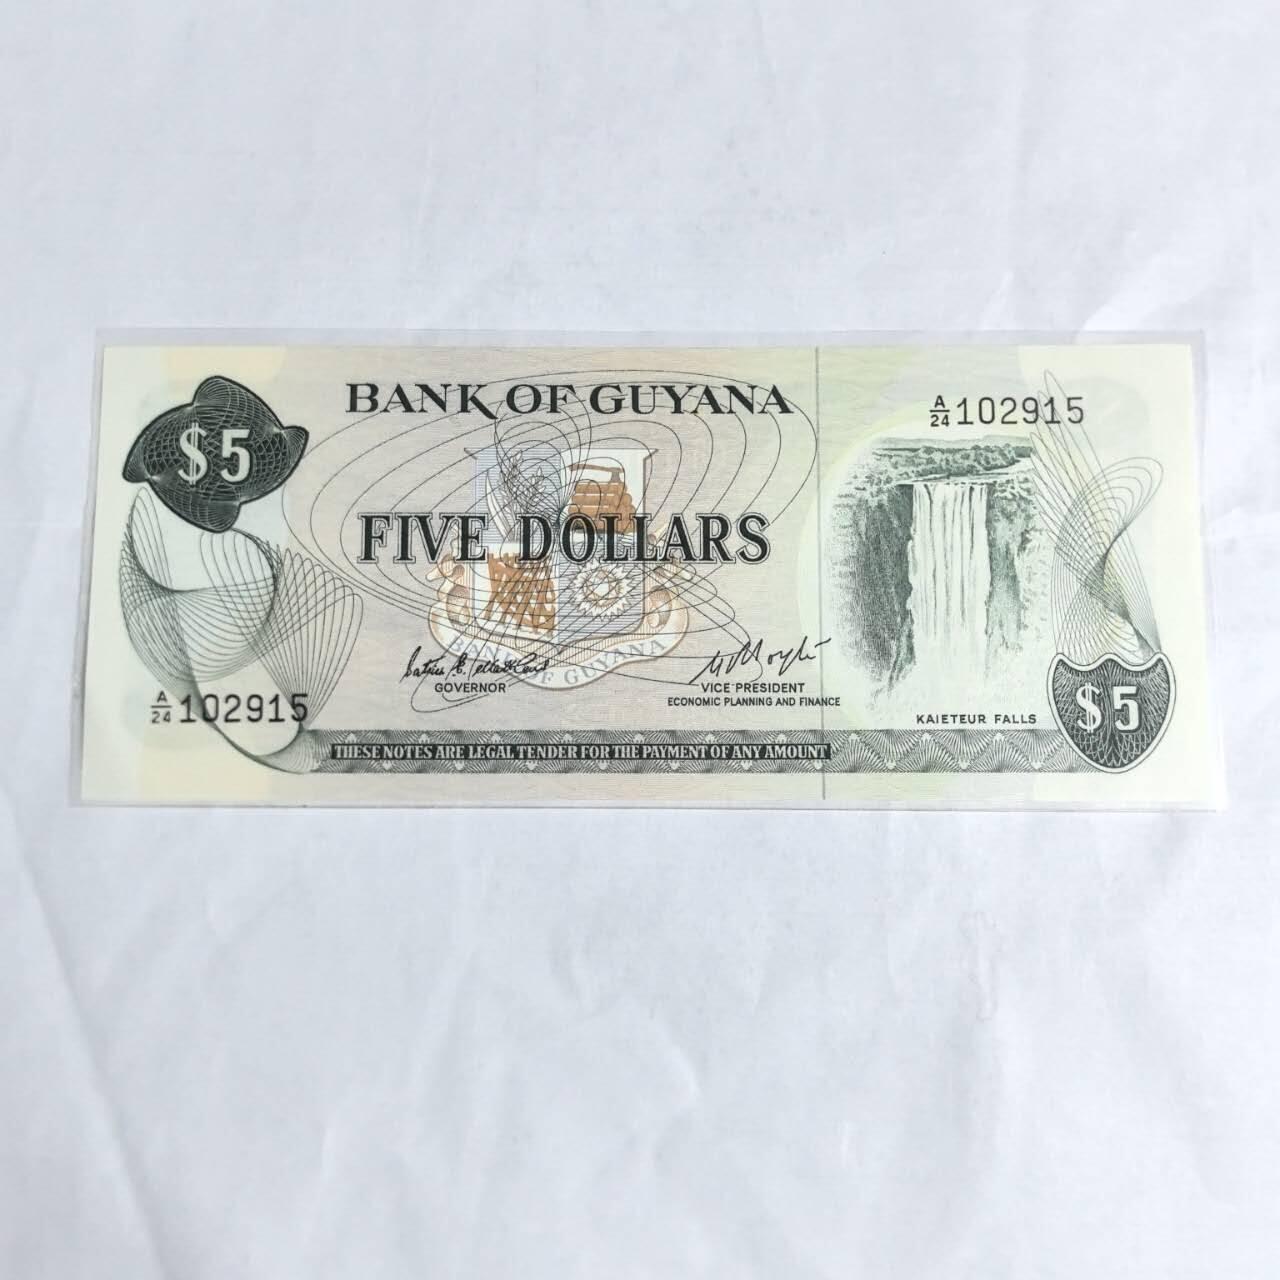 BANK OF GUYANA
A/24 102915
$5
FIVE DOLLARS
BANK OF GUYANA
GOVERNOR
VICE PRESIDENT
ECONOMIC PLANNING AND FINANCE
A/24 102915
KAIETEUR FALLS
$5
THESE NOTES ARE LEGAL TENDER FOR THE PAYMENT OF ANY AMOUNT